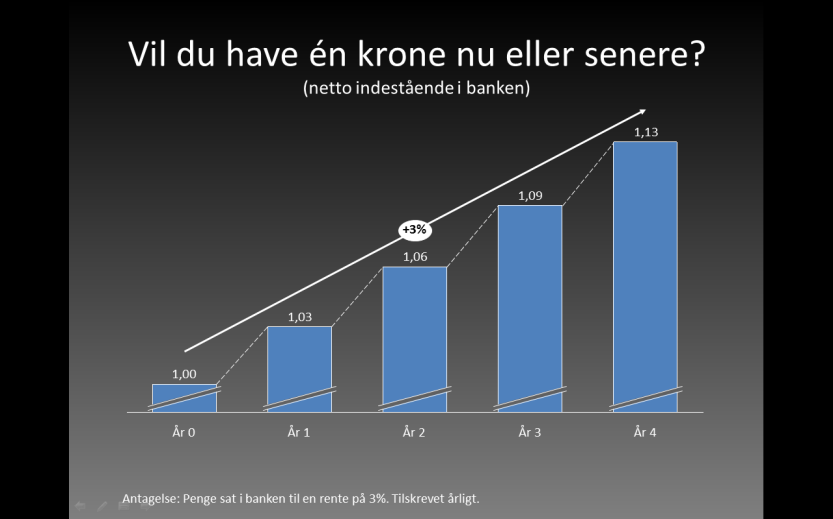 Vil du have én krone nu eller senere?
(netto indestående i banken)
1,13
1,09
+3%
1,06
1,03
1,00
År 0
År 1
År 2
År 3
År 4
Antagelse: Penge sat i banken til en rente på 3%. Tilskrevet årligt.